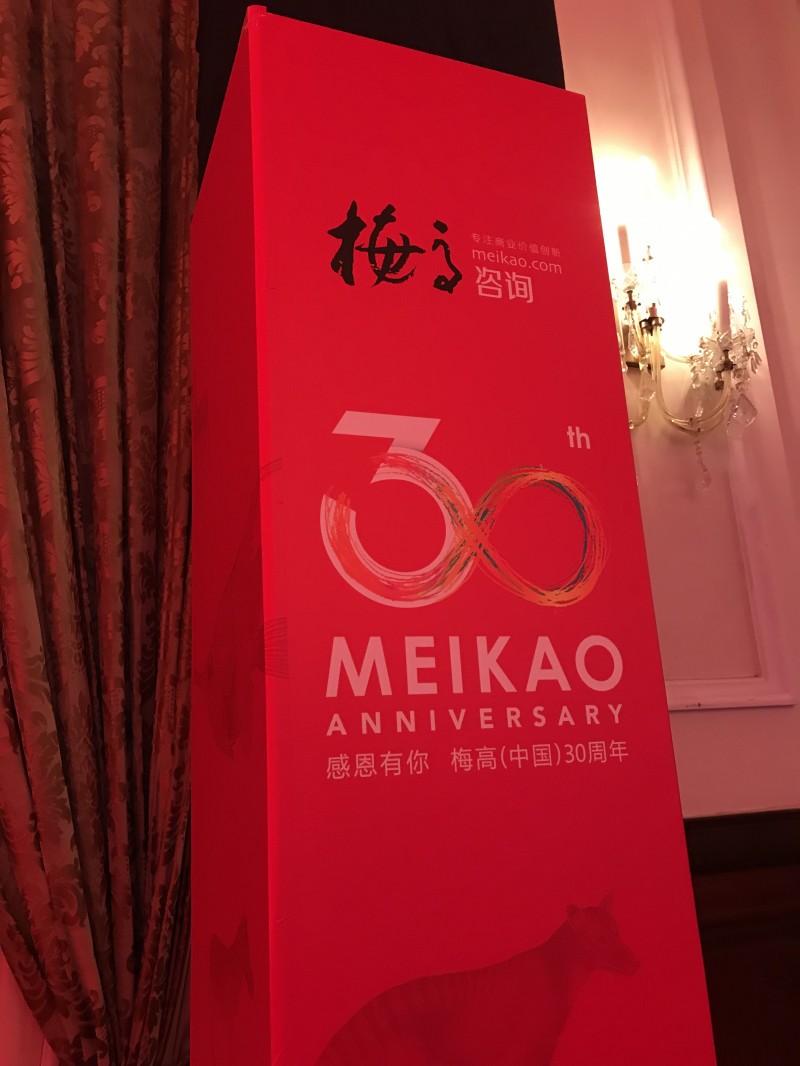 梅高
专注商业价值创新
meikao.com
咨询
30th
MEIKAO
ANNIVERSARY
感恩有你 梅高(中国)30周年